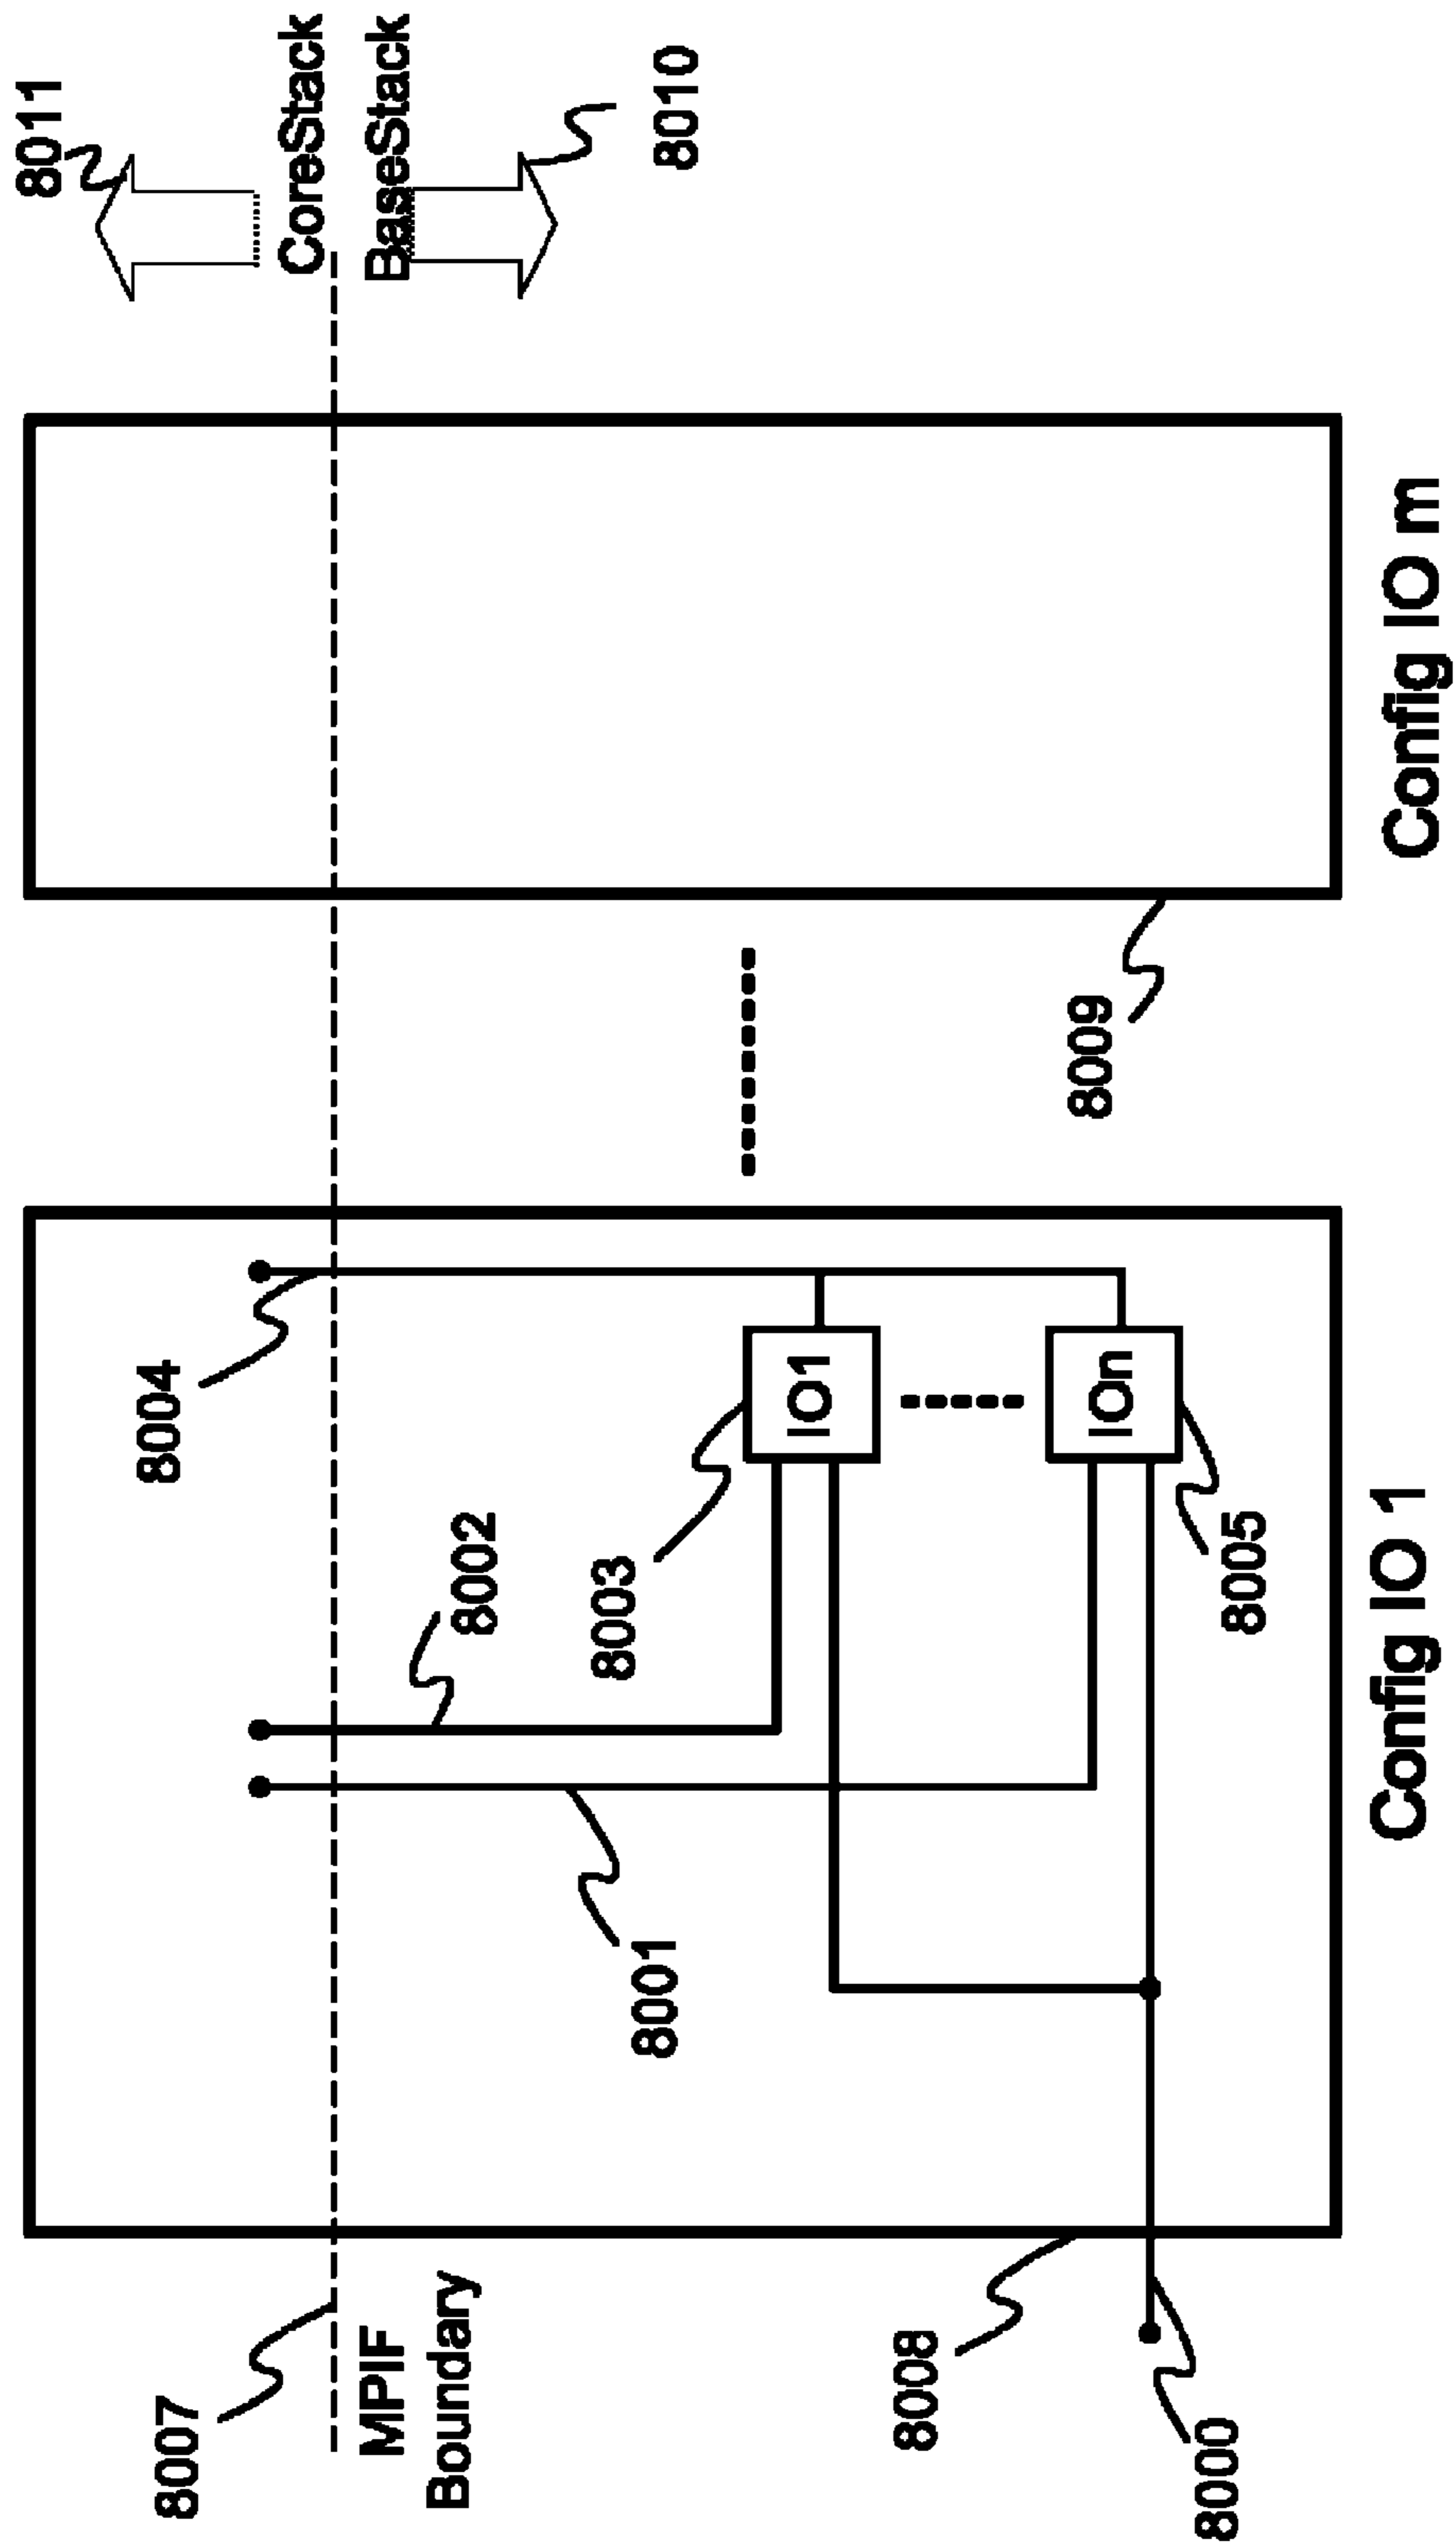 8011
CoreStack
BaseStack
8010
8004
8002
8003
IO1
IOn
8005
8001
8007
MPIF
Boundary
8008
8000
8009
Config IO 1
Config IO m